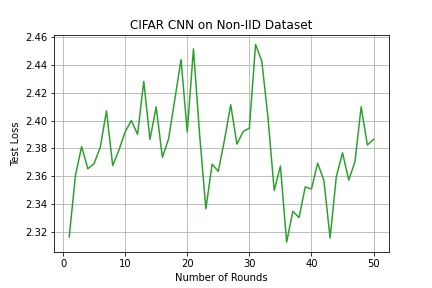 CIFAR CNN on Non-IID Dataset
2.46
2.44
2.42
2.40
2.38
2.36
2.34
2.32
Test Loss
0 10 20 30 40 50
Number of Rounds